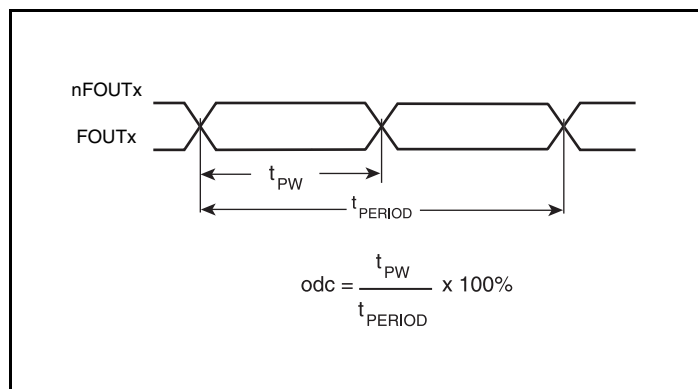 nFOUTx
FOUTx
tPW
tPERIOD
odc = tPW / tPERIOD x 100%